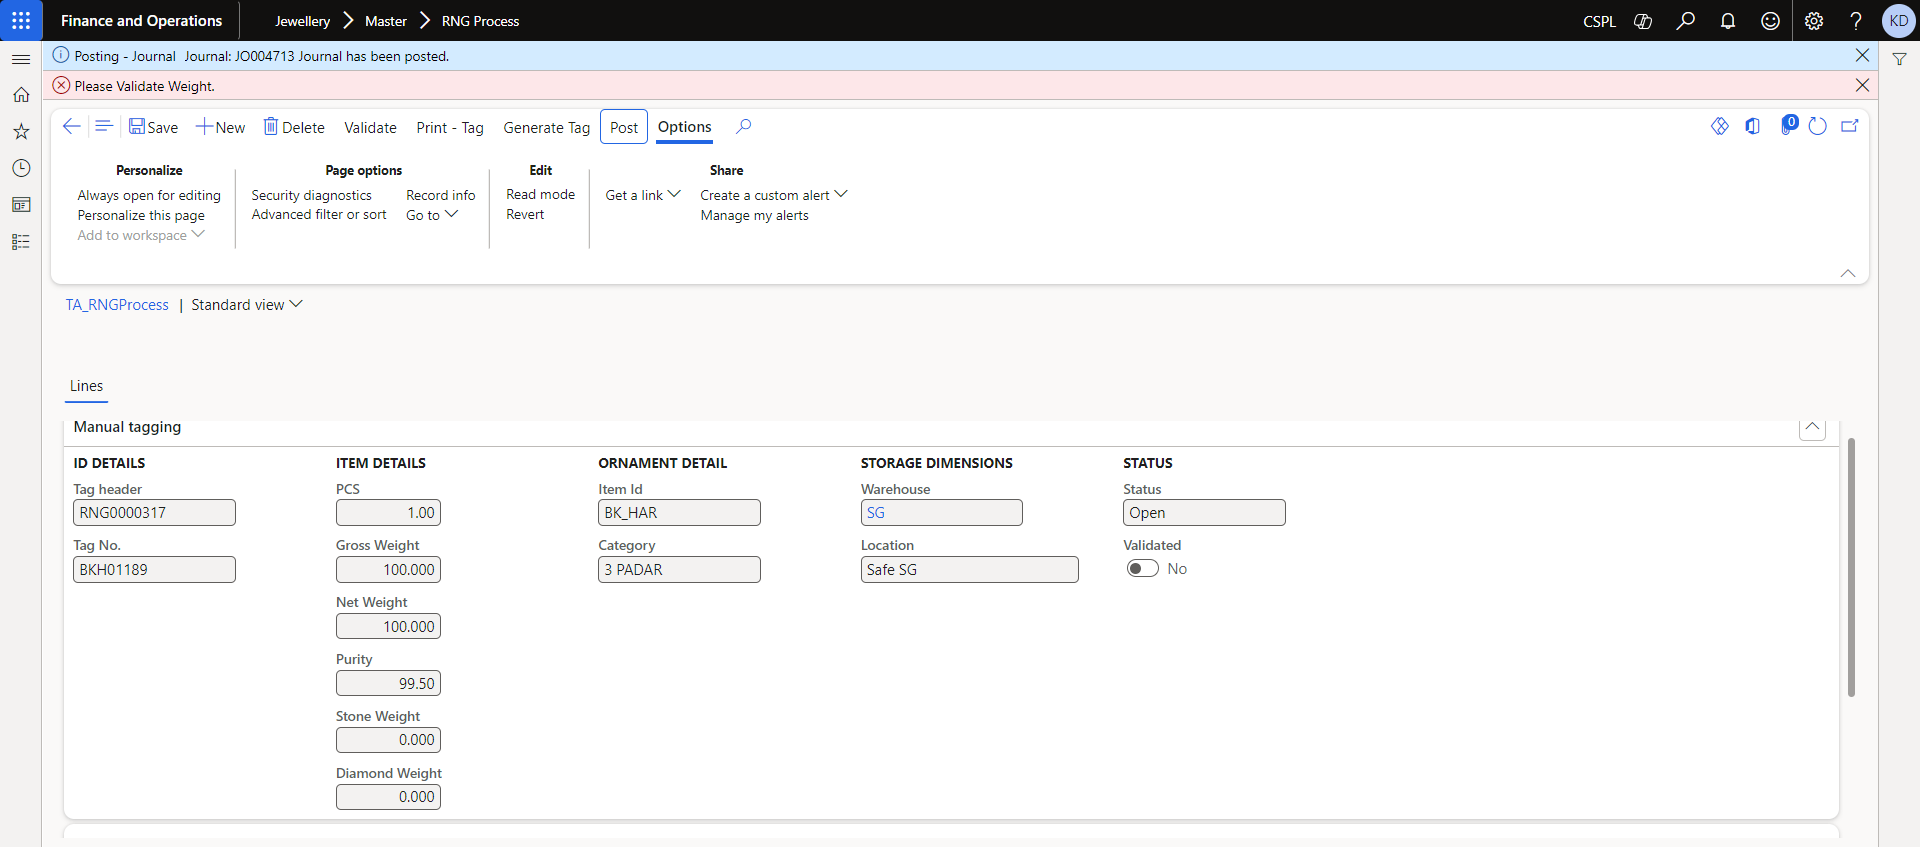 Finance and Operations
Jewellery Master RNG Process
CSPL
KD
Posting - Journal Journal: JO004713 Journal has been posted.
Please Validate Weight.
Save New Delete Validate Print - Tag Generate Tag Post Options
0
Personalize
Always open for editing
Personalize this page
Add to workspace
Page options
Security diagnostics
Advanced filter or sort
Record info
Go to
Edit
Read mode
Revert
Share
Get a link
Create a custom alert
Manage my alerts
TA_RNGProcess | Standard view
Lines
Manual tagging
ID DETAILS
Tag header
RNG0000317
Tag No.
BKH01189
ITEM DETAILS
PCS
1.00
Gross Weight
100.000
Net Weight
100.000
Purity
99.50
Stone Weight
0.000
Diamond Weight
0.000
ORNAMENT DETAIL
Item Id
BK_HAR
Category
3 PADAR
STORAGE DIMENSIONS
Warehouse
SG
Location
Safe SG
STATUS
Status
Open
Validated
No